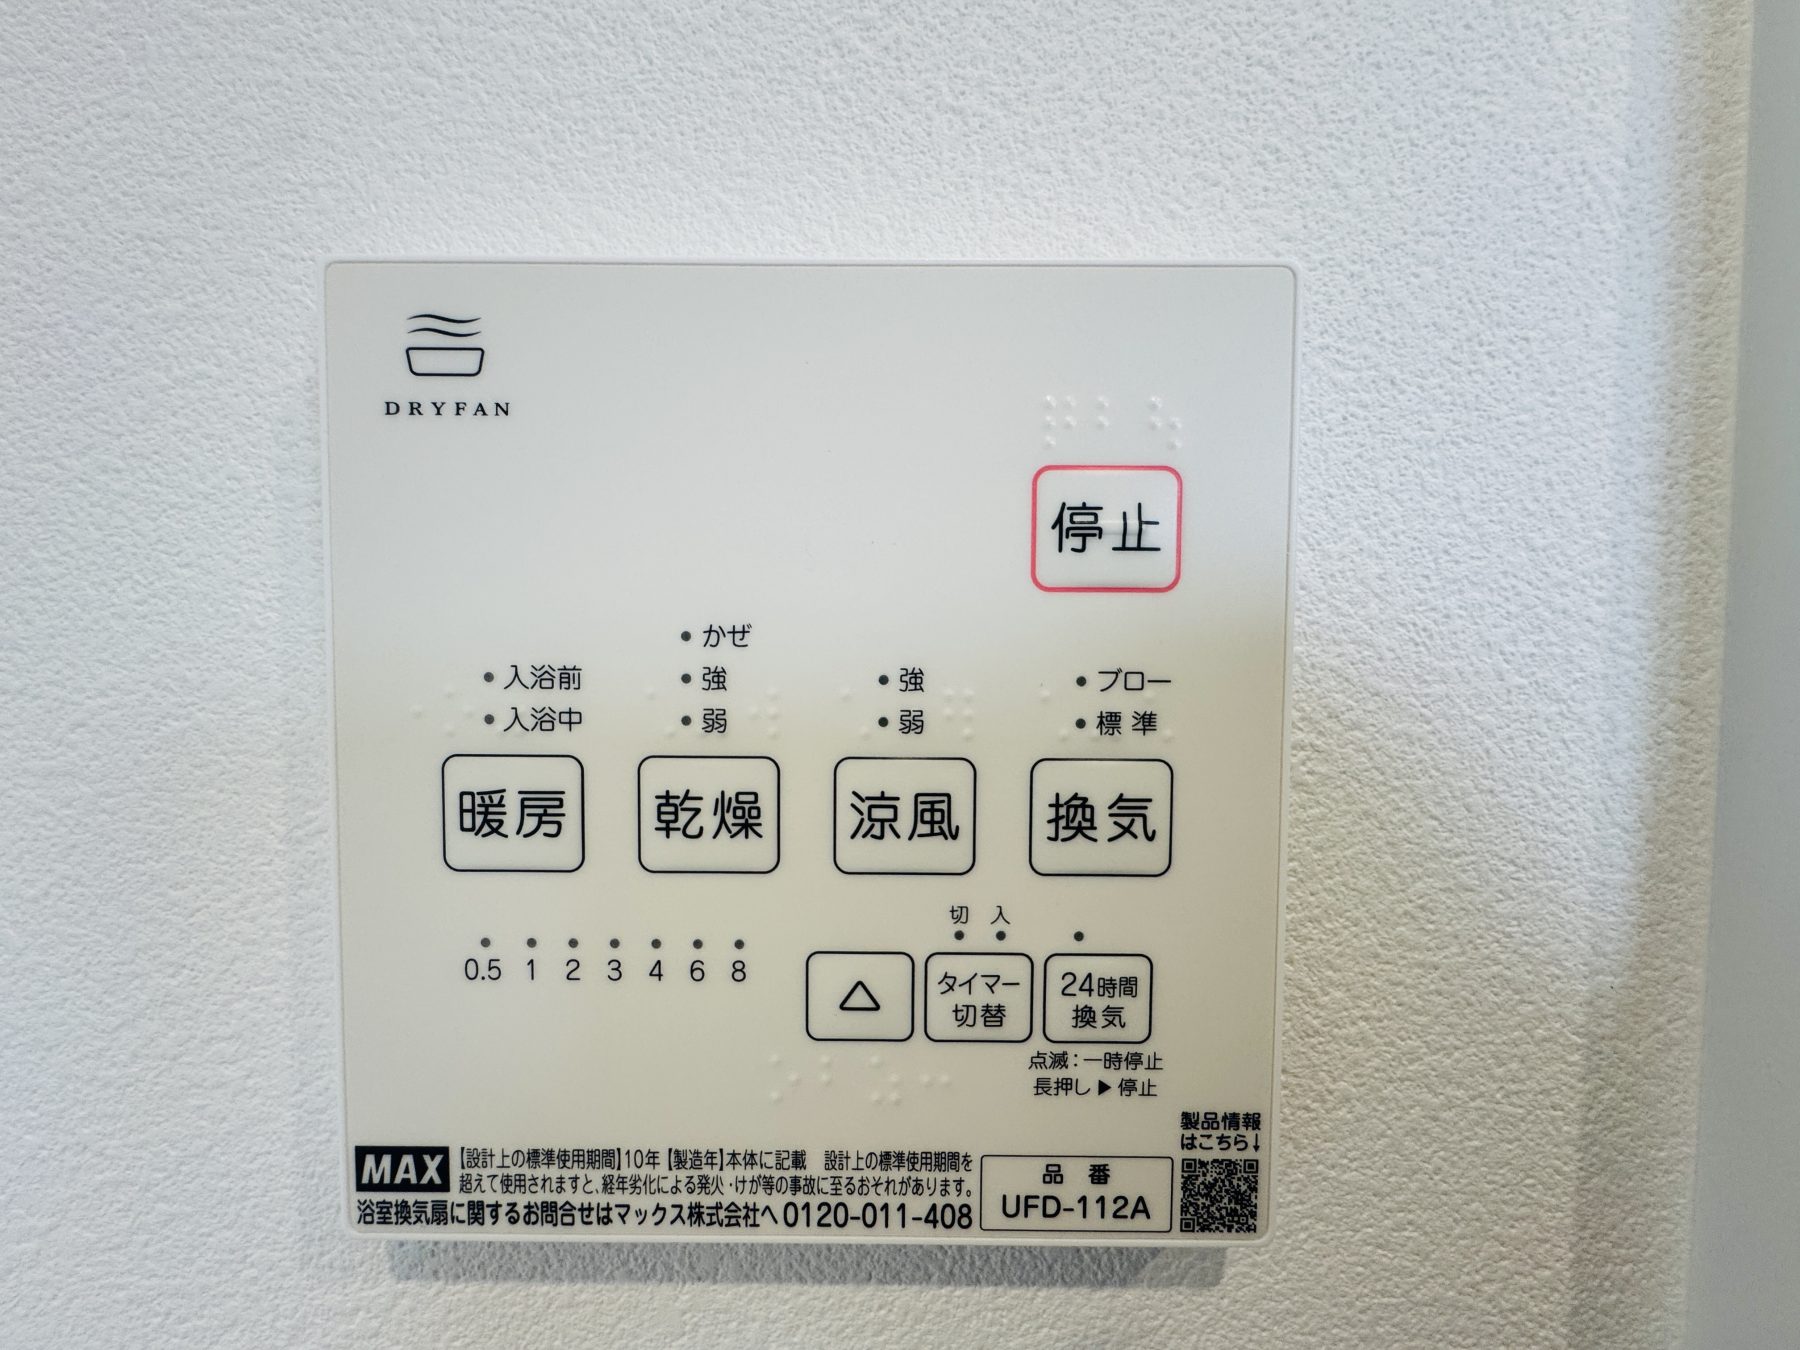 DRYFAN
停止
かぜ
入浴前
強
強
ブロー
入浴中
弱
弱
標準
暖房
乾燥
涼風
換気
切 入
0.5 1 2 3 4 6 8
△
タイマー
切替
24時間
換気
点滅:一時停止
長押し▶停止
製品情報
はこちら↓
MAX
【設計上の標準使用期間】10年【製造年】本体に記載 設計上の標準使用期間を
超えて使用されますと、経年劣化による発火・けが等の事故に至るおそれがあります。
浴室換気扇に関するお問合せはマックス株式会社へ 0120-011-408
品番
UFD-112A